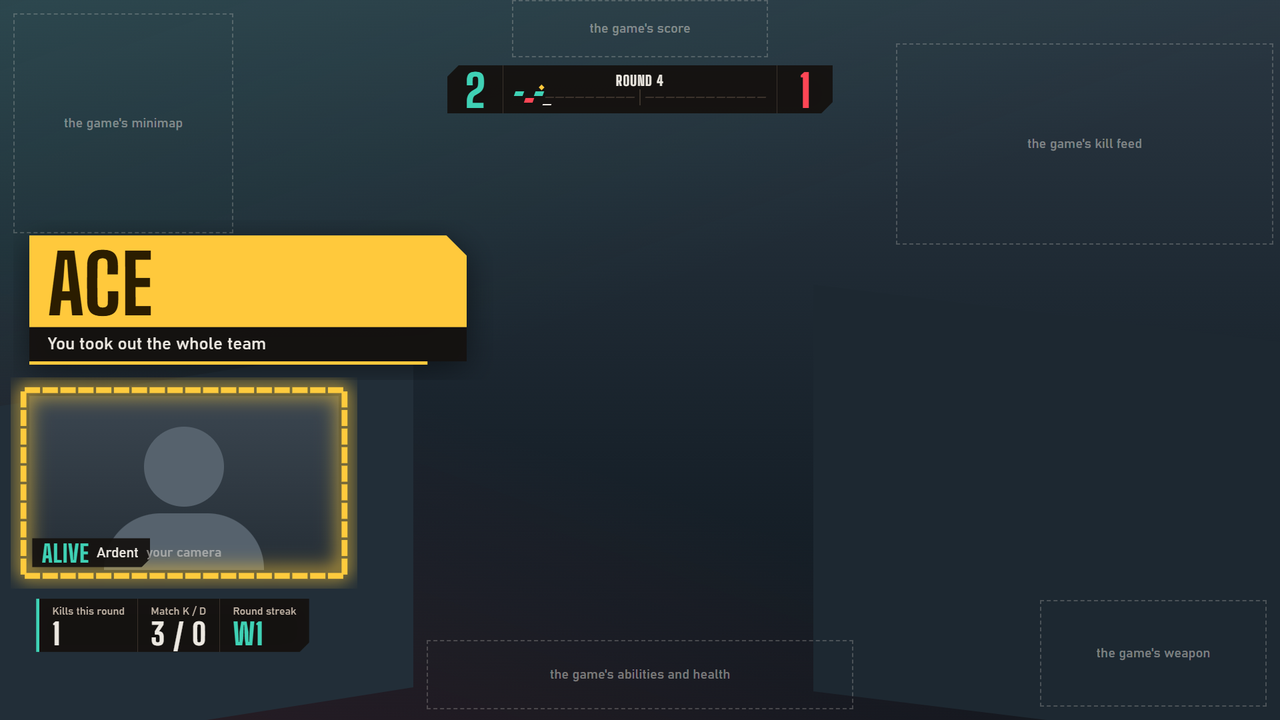 the game's score
the game's minimap
2
ROUND 4
1
the game's kill feed
ACE
You took out the whole team
ALIVE Ardent your camera
Kills this round
1
Match K / D
3 / 0
Round streak
W1
the game's abilities and health
the game's weapon